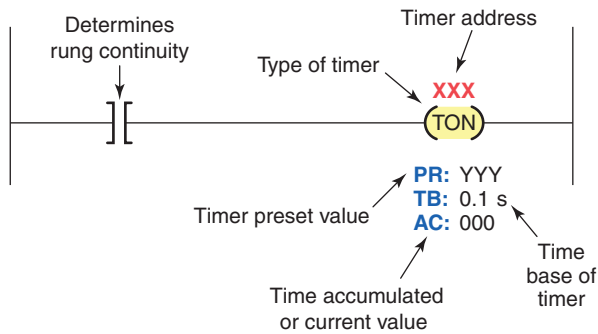 Determines
rung continuity
Timer address
Type of timer
XXX
TON
PR: YYY
TB: 0.1 s
AC: 000
Timer preset value
Time
base of
timer
Time accumulated
or current value